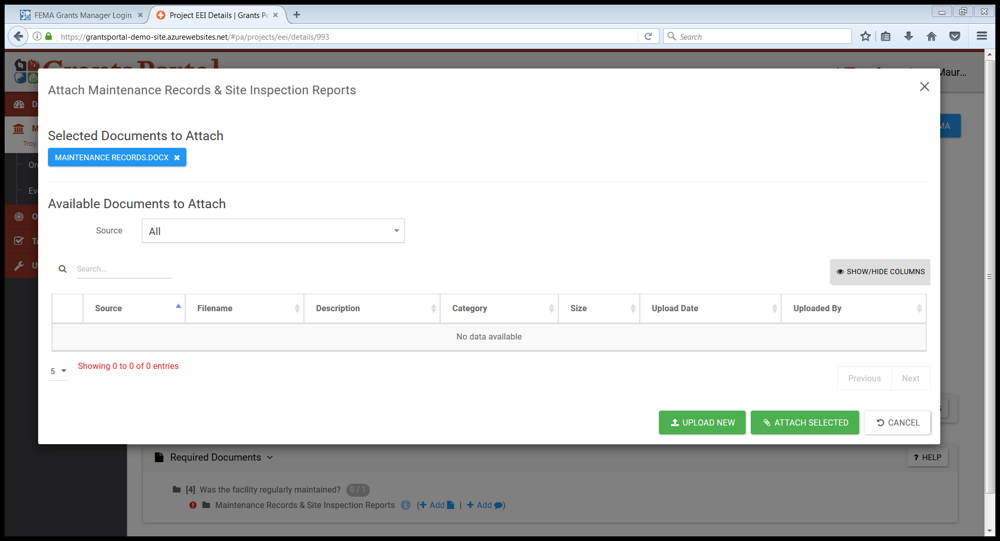 FEMA Grants Manager Login
Project EEI Details | Grants Po
https://grantsportal-demo-site.azurewebsites.net/#pa/projects/eei/details/993
Search
Grants Portal
Maur...
Attach Maintenance Records & Site Inspection Reports
Troy,
MA
Selected Documents to Attach
MAINTENANCE RECORDS.DOCX
Available Documents to Attach
Source
All
Search...
SHOW/HIDE COLUMNS
Source Filename Description Category Size Upload Date Uploaded By
No data available
5
Showing 0 to 0 of 0 entries
Previous Next
UPLOAD NEW ATTACH SELECTED CANCEL
Required Documents
? HELP
[4] Was the facility regularly maintained? 0 / 1
Maintenance Records & Site Inspection Reports (+ Add | + Add )